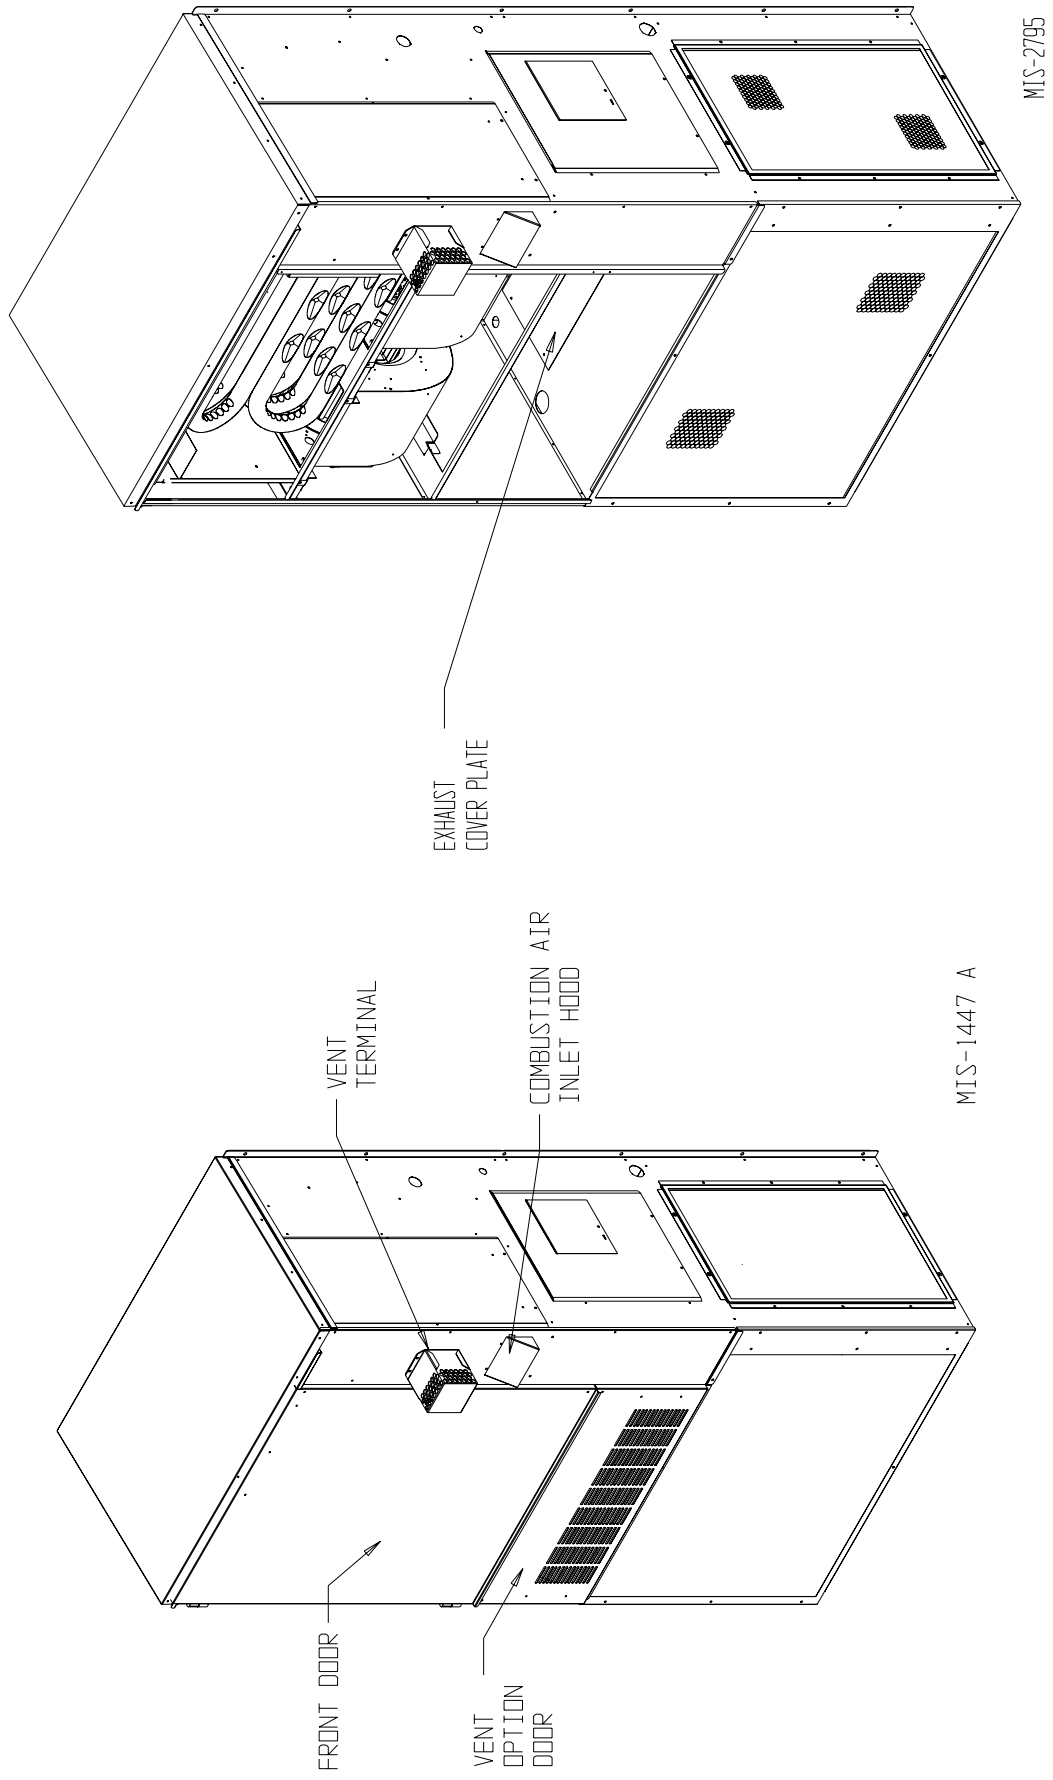 FRONT DOOR
VENT
OPTION
DOOR
VENT
TERMINAL
COMBUSTION AIR
INLET HOOD
MIS-1447 A
EXHAUST
COVER PLATE
MIS-2795